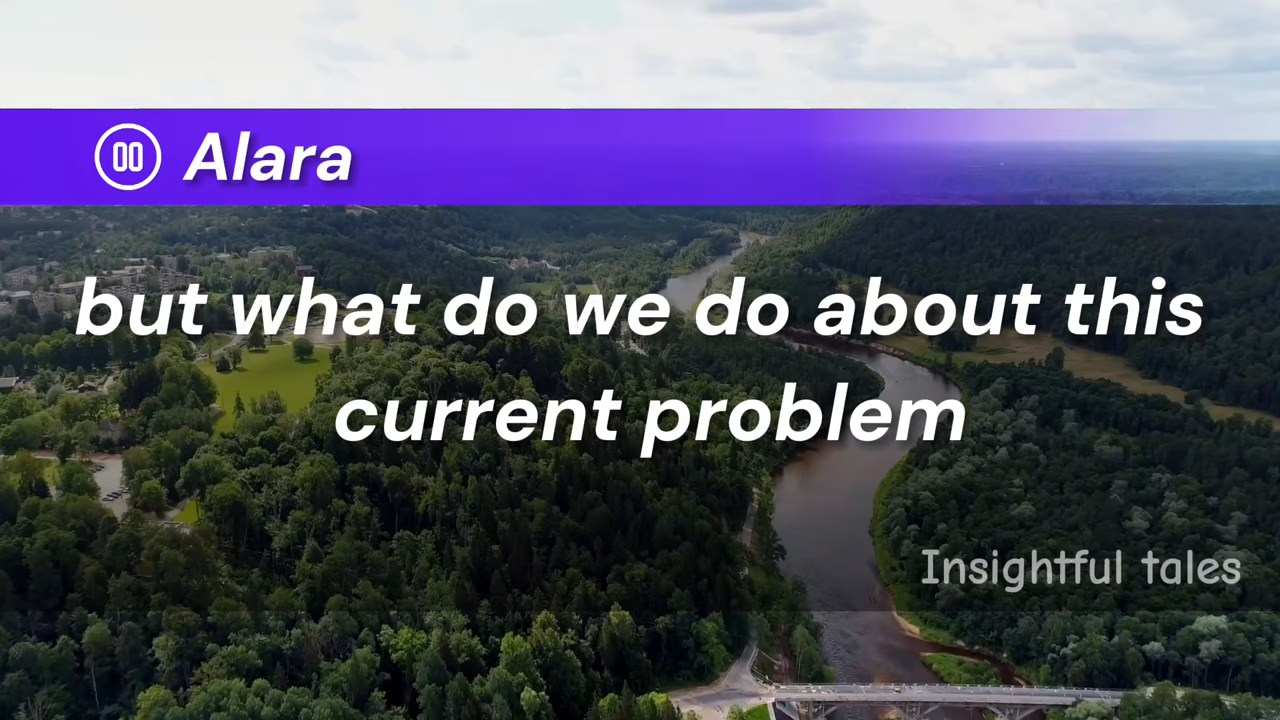 Alara
but what do we do about this
current problem
Insightful tales